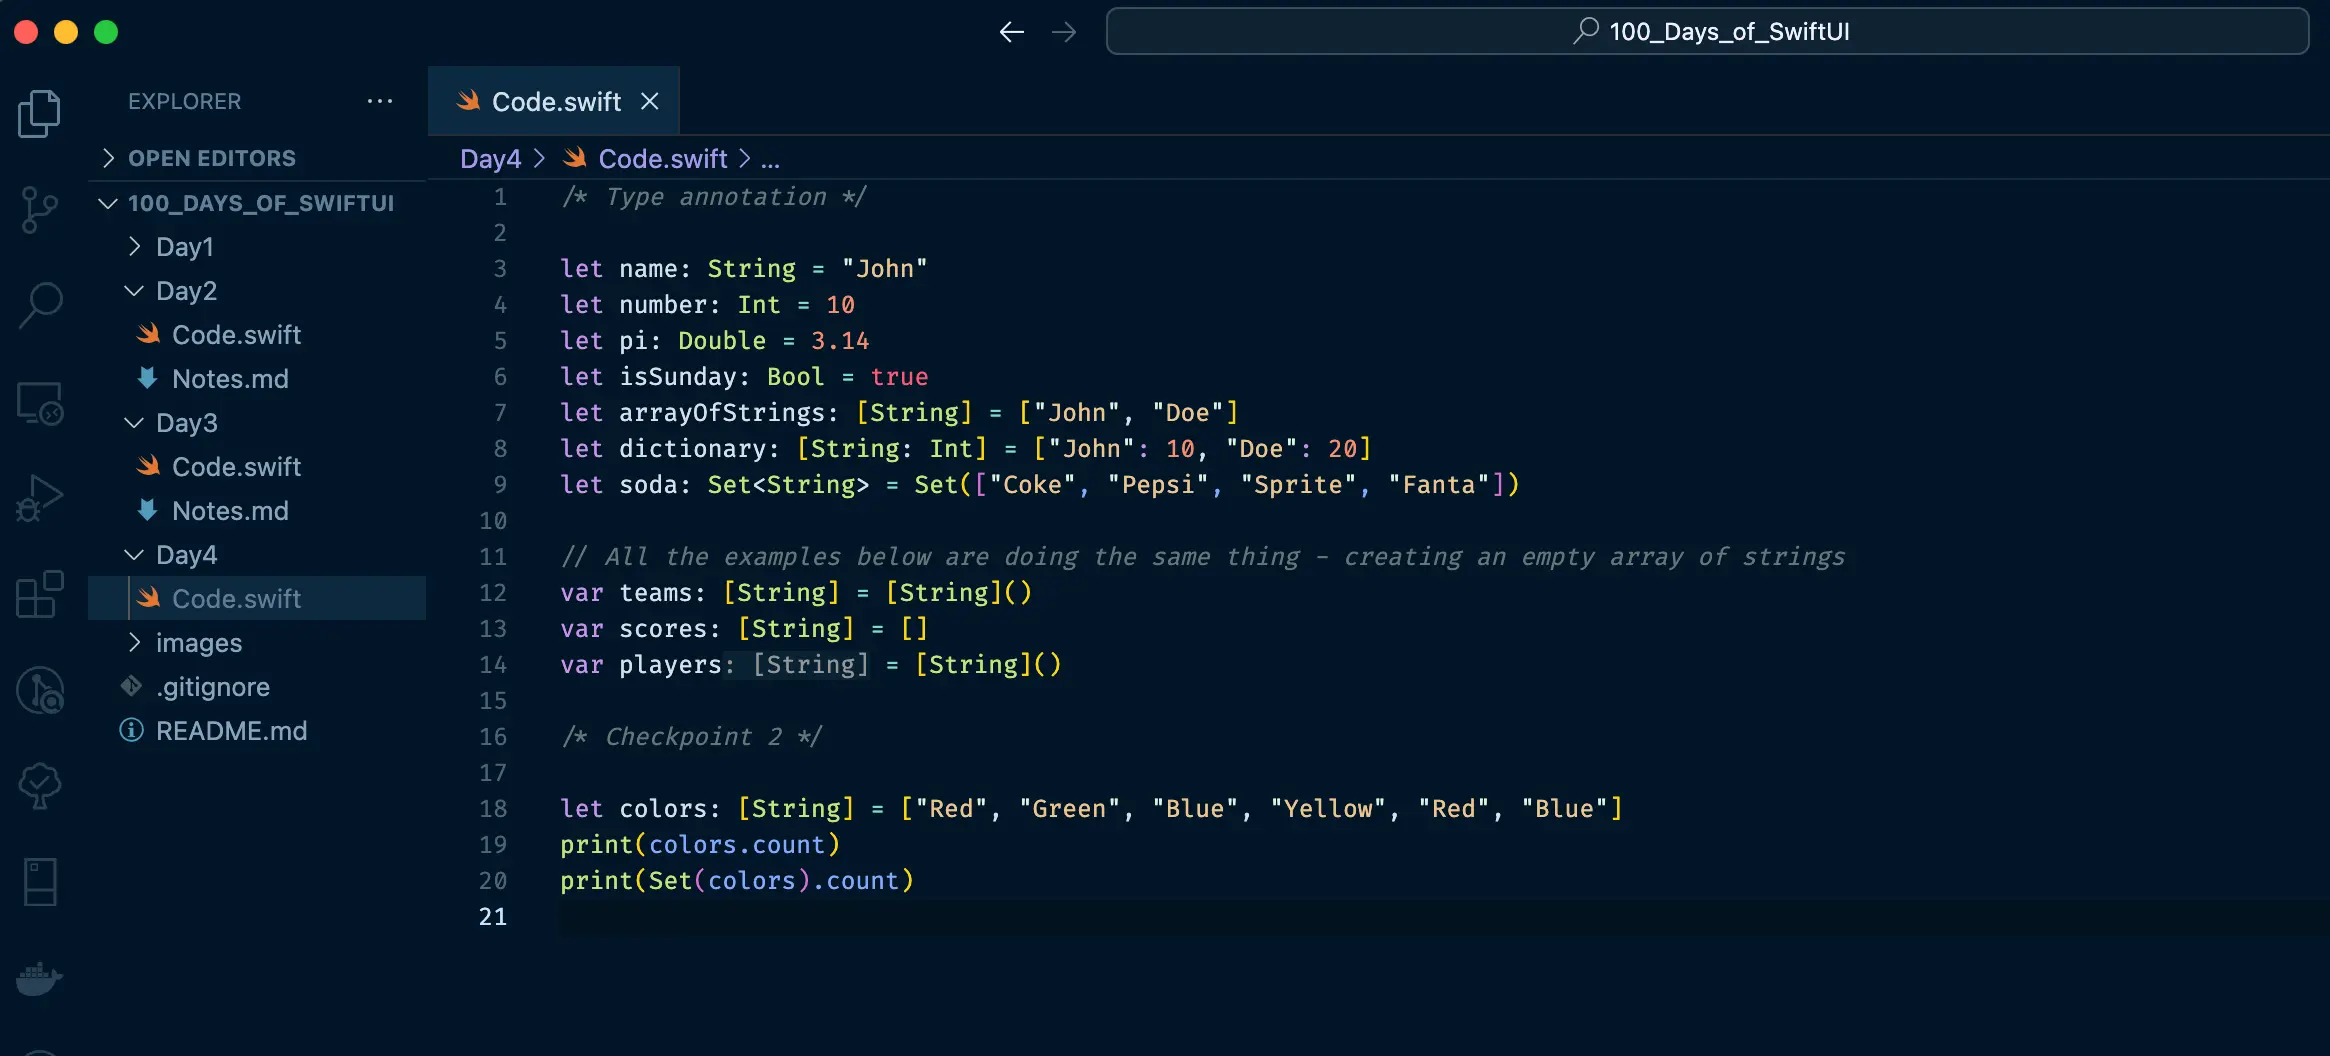 100_Days_of_SwiftUI
EXPLORER
OPEN EDITORS
100_DAYS_OF_SWIFTUI
Day1
Day2
Code.swift
Notes.md
Day3
Code.swift
Notes.md
Day4
Code.swift
images
.gitignore
README.md
Code.swift
Day4 > Code.swift > ...
1 /* Type annotation */
2
3 let name: String = "John"
4 let number: Int = 10
5 let pi: Double = 3.14
6 let isSunday: Bool = true
7 let arrayOfStrings: [String] = ["John", "Doe"]
8 let dictionary: [String: Int] = ["John": 10, "Doe": 20]
9 let soda: Set<String> = Set(["Coke", "Pepsi", "Sprite", "Fanta"])
10
11 // All the examples below are doing the same thing - creating an empty array of strings
12 var teams: [String] = [String]()
13 var scores: [String] = []
14 var players: [String] = [String]()
15
16 /* Checkpoint 2 */
17
18 let colors: [String] = ["Red", "Green", "Blue", "Yellow", "Red", "Blue"]
19 print(colors.count)
20 print(Set(colors).count)
21